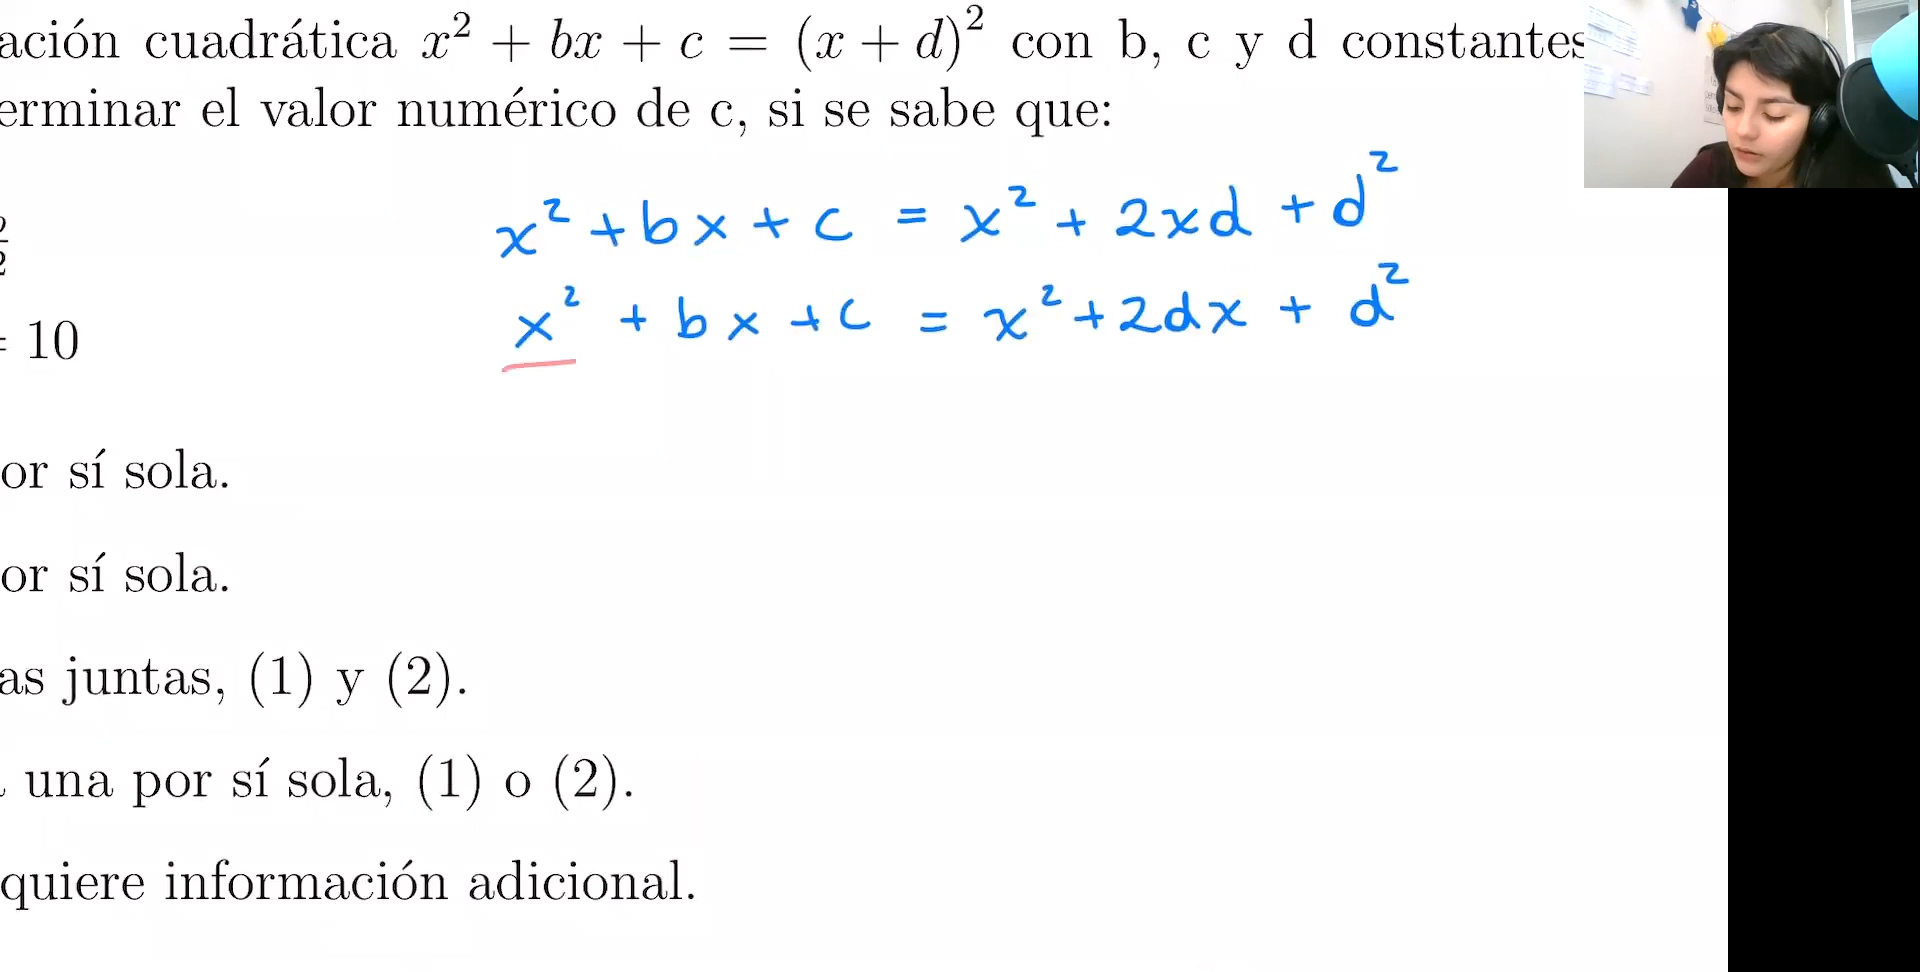 ación cuadrática x² + bx + c = (x + d)² con b, c y d constantes
erminar el valor numérico de c, si se sabe que:
x² + bx + c = x² + 2xd + d²
2
= 10
x² + bx + c = x² + 2dx + d²
or sí sola.
or sí sola.
as juntas, (1) y (2).
una por sí sola, (1) o (2).
quiere información adicional.